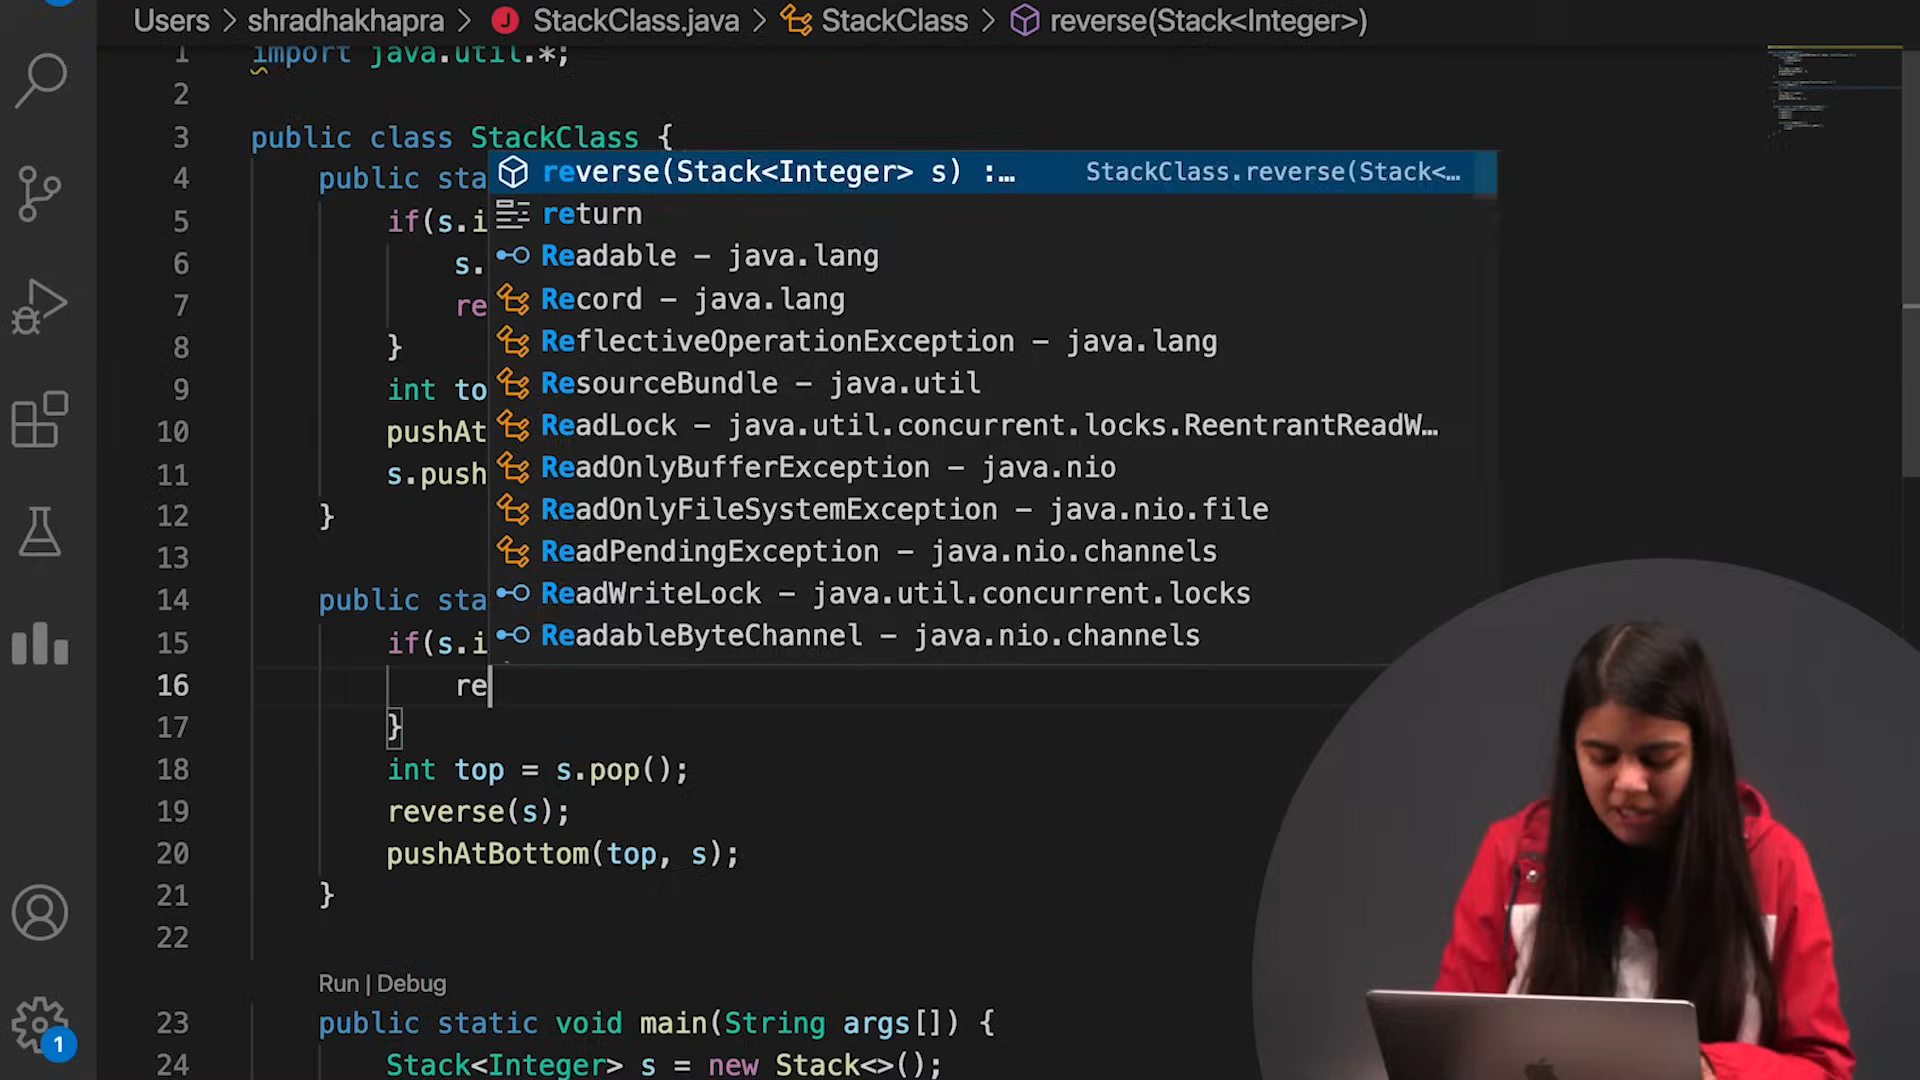 Users > shradhakhapra > J StackClass.java > StackClass > reverse(Stack<Integer>)
1 import java.util.*;
2
3 public class StackClass {
4 public sta
reverse(Stack<Integer> s) :… StackClass.reverse(Stack<…
5 if(s.i
return
6 s.
Readable – java.lang
7 re
Record – java.lang
8 }
ReflectiveOperationException – java.lang
9 int to
ResourceBundle – java.util
10 pushAt
ReadLock – java.util.concurrent.locks.ReentrantReadW…
11 s.push
ReadOnlyBufferException – java.nio
12 }
ReadOnlyFileSystemException – java.nio.file
13
ReadPendingException – java.nio.channels
14 public sta
ReadWriteLock – java.util.concurrent.locks
15 if(s.i
ReadableByteChannel – java.nio.channels
16 re
17 }
18 int top = s.pop();
19 reverse(s);
20 pushAtBottom(top, s);
21 }
22
Run | Debug
23 public static void main(String args[]) {
24 Stack<Integer> s = new Stack<>();
1